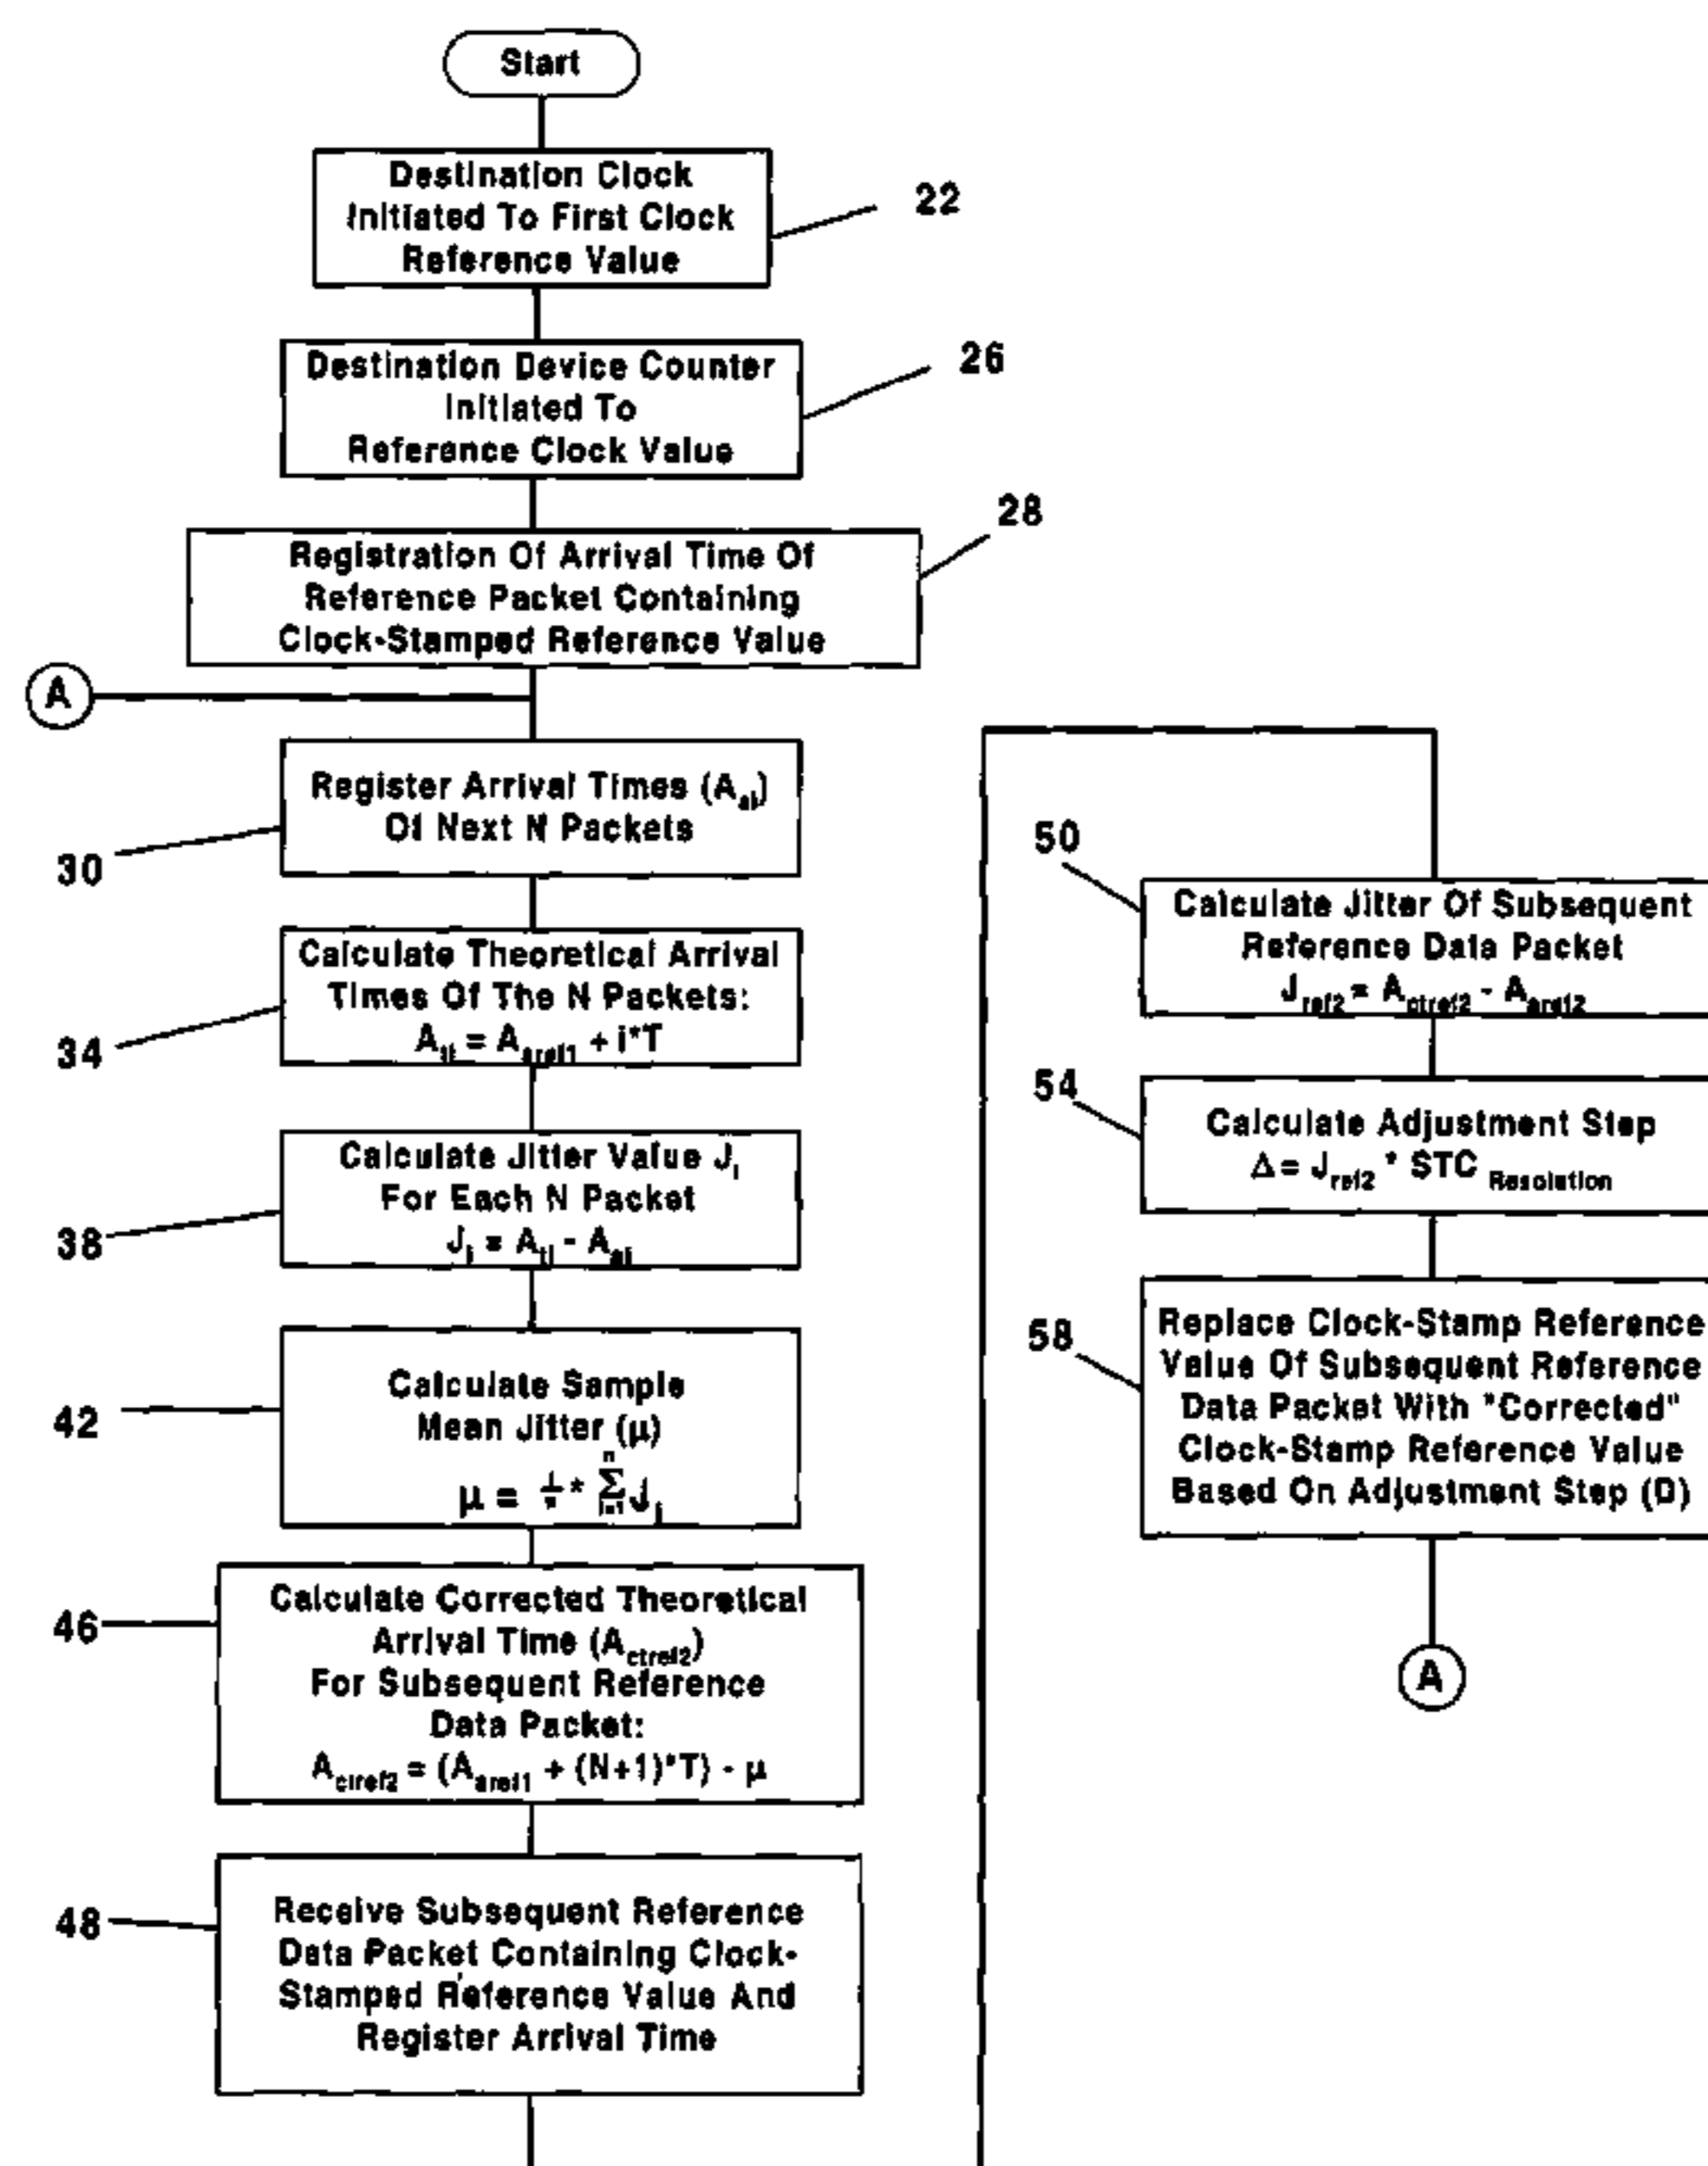 Start
Destination Clock
Initiated To First Clock
Reference Value
22
Destination Device Counter
Initiated To
Reference Clock Value
26
Registration Of Arrival Time Of
Reference Packet Containing
Clock-Stamped Reference Value
28
A
Register Arrival Times (A_ai)
Of Next N Packets
30
Calculate Theoretical Arrival
Times Of The N Packets:
A_ti = A_aref1 + i*T
34
Calculate Jitter Value J_i
For Each N Packet
J_i = A_ti - A_ai
38
Calculate Sample
Mean Jitter (μ)
μ = 1/n * Σ_{i=1}^{n} J_i
42
Calculate Corrected Theoretical
Arrival Time (A_ctref2)
For Subsequent Reference
Data Packet:
A_ctref2 = (A_aref1 + (N+1)*T) - μ
46
Receive Subsequent Reference
Data Packet Containing Clock-
Stamped Reference Value And
Register Arrival Time
48
50
Calculate Jitter Of Subsequent
Reference Data Packet
J_ref2 = A_ctref2 - A_aref2
54
Calculate Adjustment Step
Δ = J_ref2 * STC_Resolution
58
Replace Clock-Stamp Reference
Value Of Subsequent Reference
Data Packet With "Corrected"
Clock-Stamp Reference Value
Based On Adjustment Step (D)
A